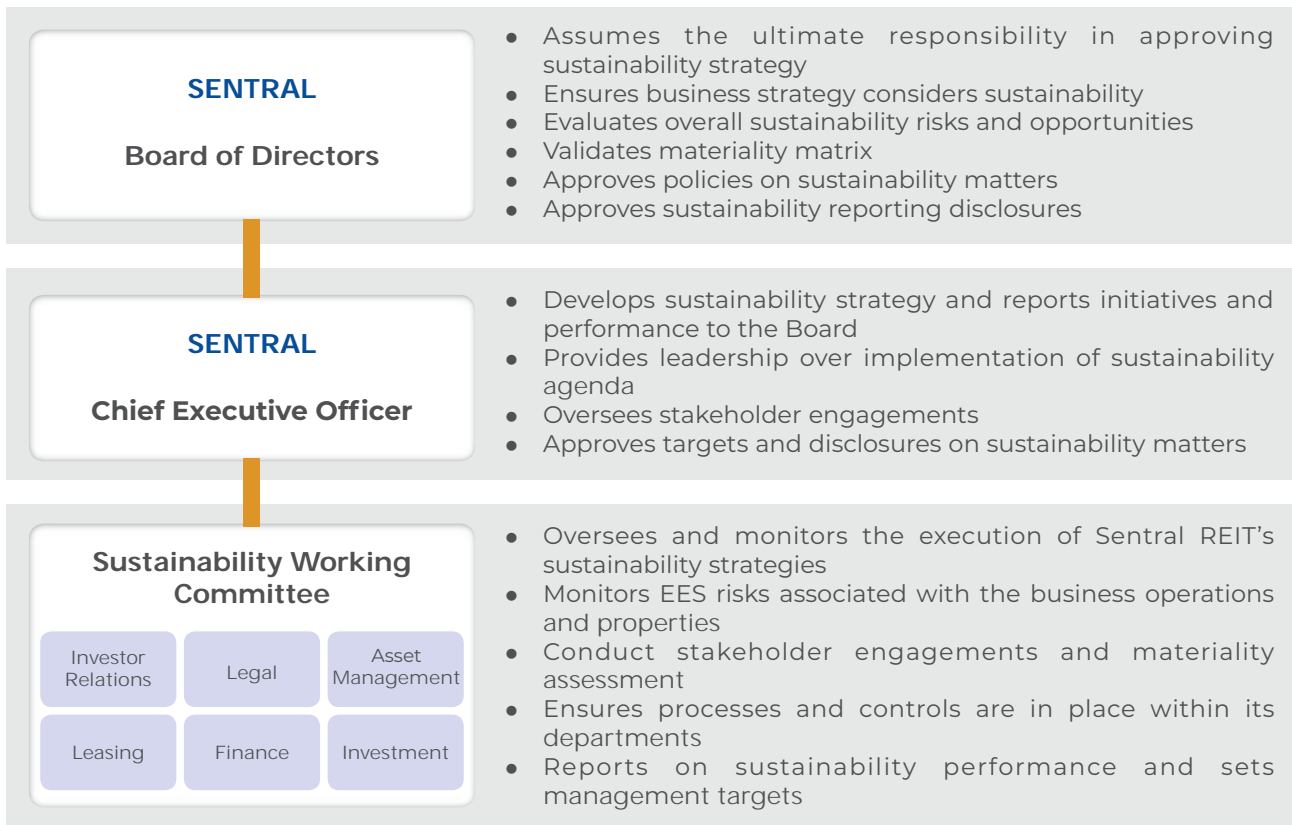 SENTRAL
Board of Directors
● Assumes the ultimate responsibility in approving
sustainability strategy
● Ensures business strategy considers sustainability
● Evaluates overall sustainability risks and opportunities
● Validates materiality matrix
● Approves policies on sustainability matters
● Approves sustainability reporting disclosures
SENTRAL
Chief Executive Officer
● Develops sustainability strategy and reports initiatives and
performance to the Board
● Provides leadership over implementation of sustainability
agenda
● Oversees stakeholder engagements
● Approves targets and disclosures on sustainability matters
Sustainability Working
Committee
Investor
Relations
Legal
Asset
Management
Leasing
Finance
Investment
● Oversees and monitors the execution of Sentral REIT's
sustainability strategies
● Monitors EES risks associated with the business operations
and properties
● Conduct stakeholder engagements and materiality
assessment
● Ensures processes and controls are in place within its
departments
● Reports on sustainability performance and sets
management targets